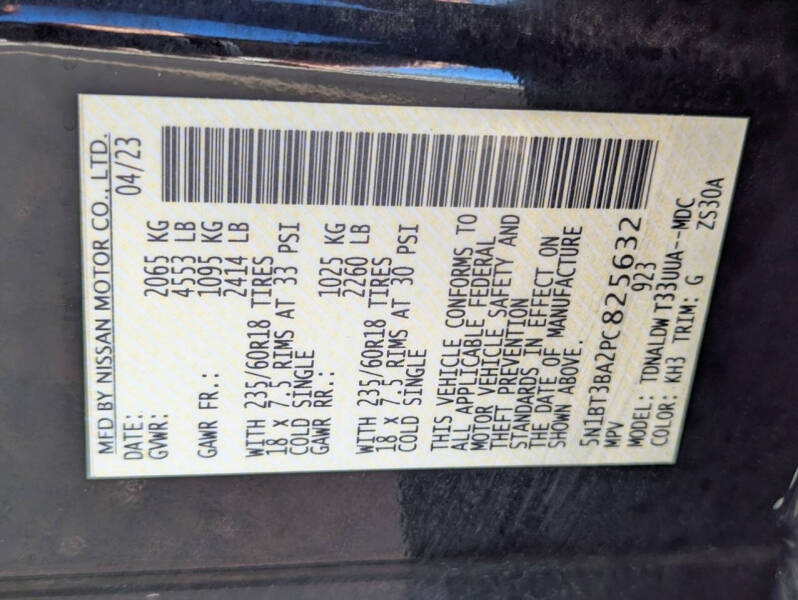 MFD BY NISSAN MOTOR CO., LTD.
DATE: 04/23
GVWR: 2065 KG
4553 LB
GAWR FR.: 1095 KG
2414 LB
WITH 235/60R18 TIRES
18 X 7.5 RIMS AT 33 PSI
COLD SINGLE
GAWR RR.: 1025 KG
2260 LB
WITH 235/60R18 TIRES
18 X 7.5 RIMS AT 30 PSI
COLD SINGLE
THIS VEHICLE CONFORMS TO
ALL APPLICABLE FEDERAL
MOTOR VEHICLE SAFETY AND
THEFT PREVENTION
STANDARDS IN EFFECT ON
THE DATE OF MANUFACTURE
SHOWN ABOVE.
5N1BT3BA2PC825632
MPV 923
MODEL: TDNALDWT33UUA--MDC
COLOR: KH3 TRIM: G ZS30A